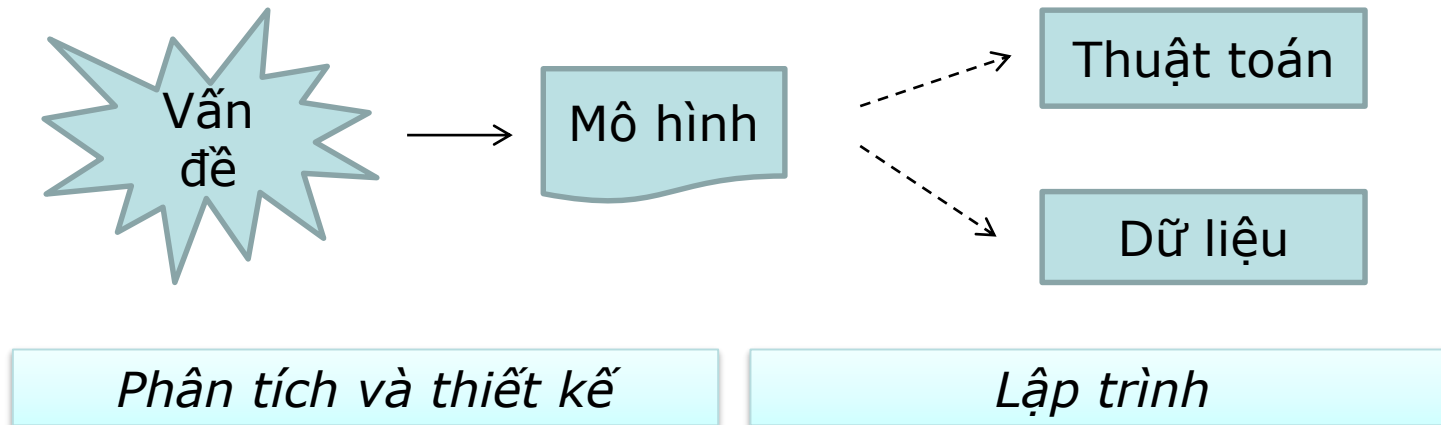 Vấn
đề
Mô hình
Thuật toán
Dữ liệu
Phân tích và thiết kế
Lập trình